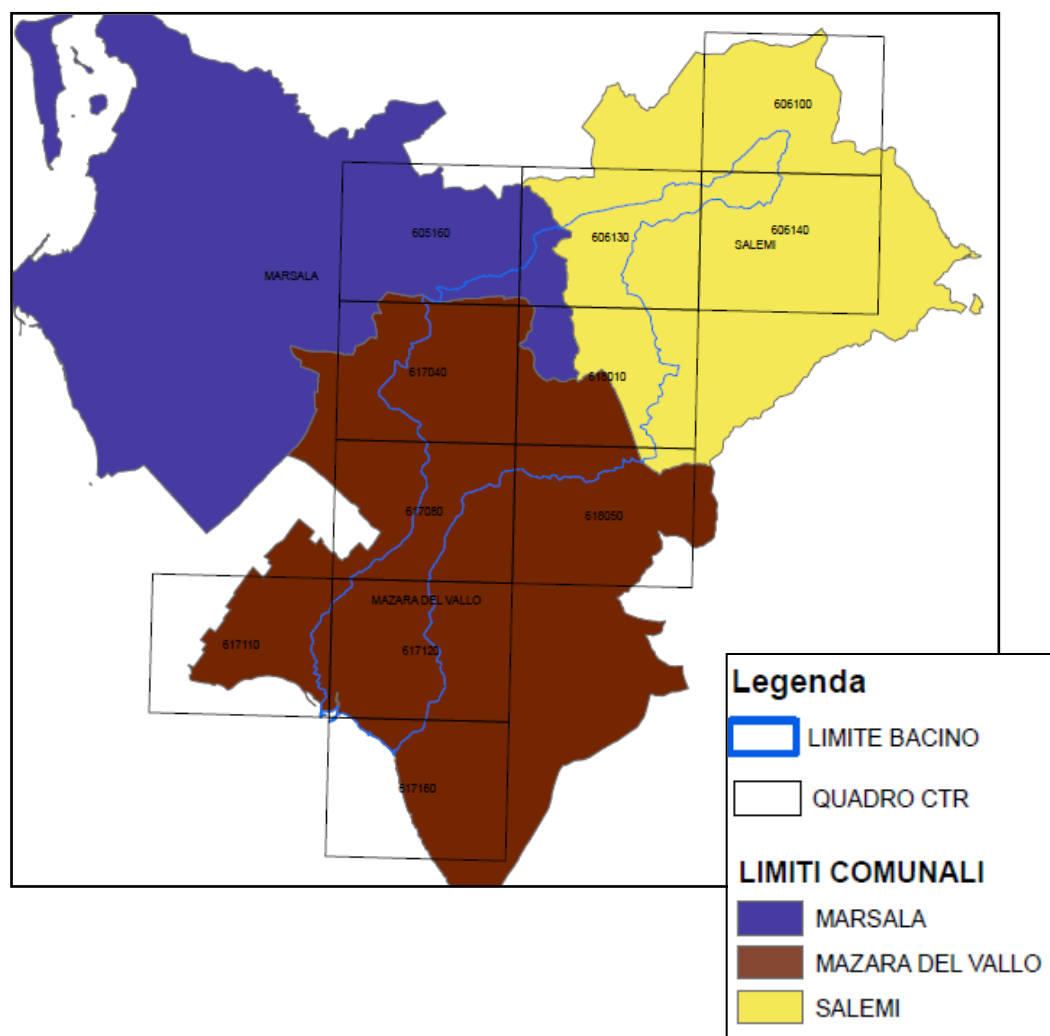 606100
605160
606130
606140
SALEMI
MARSALA
617040
618010
617080
618050
MAZARA DEL VALLO
617110
617120
617160
Legenda
LIMITE BACINO
QUADRO CTR
LIMITI COMUNALI
MARSALA
MAZARA DEL VALLO
SALEMI